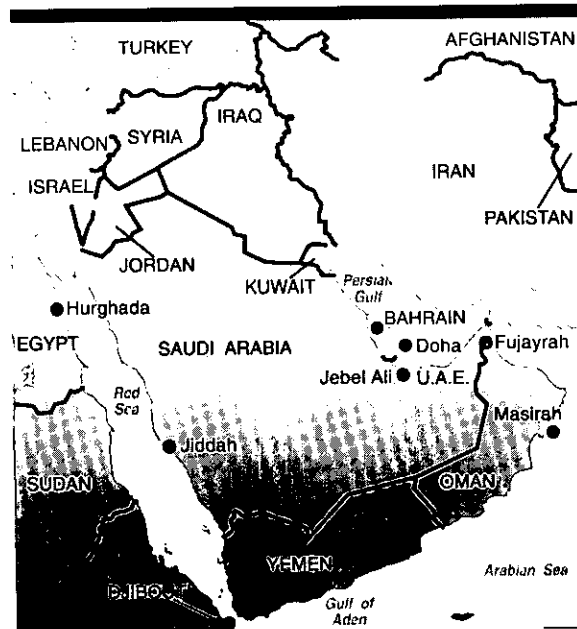 TURKEY
AFGHANISTAN
SYRIA
IRAQ
LEBANON
ISRAEL
IRAN
PAKISTAN
JORDAN
KUWAIT
Persian
Gulf
Hurghada
BAHRAIN
EGYPT
SAUDI ARABIA
Doha
Fujayrah
Jebel Ali
U.A.E.
Red
Sea
Masirah
Jiddah
SUDAN
OMAN
YEMEN
DJIBOUTI
Arabian Sea
Gulf of
Aden